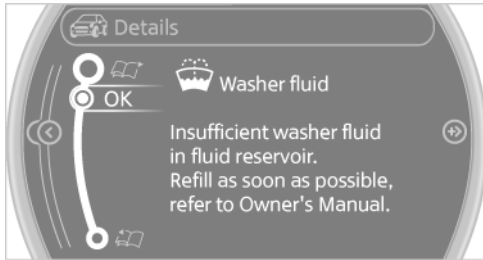 Details
OK
Washer fluid
Insufficient washer fluid
in fluid reservoir.
Refill as soon as possible,
refer to Owner's Manual.